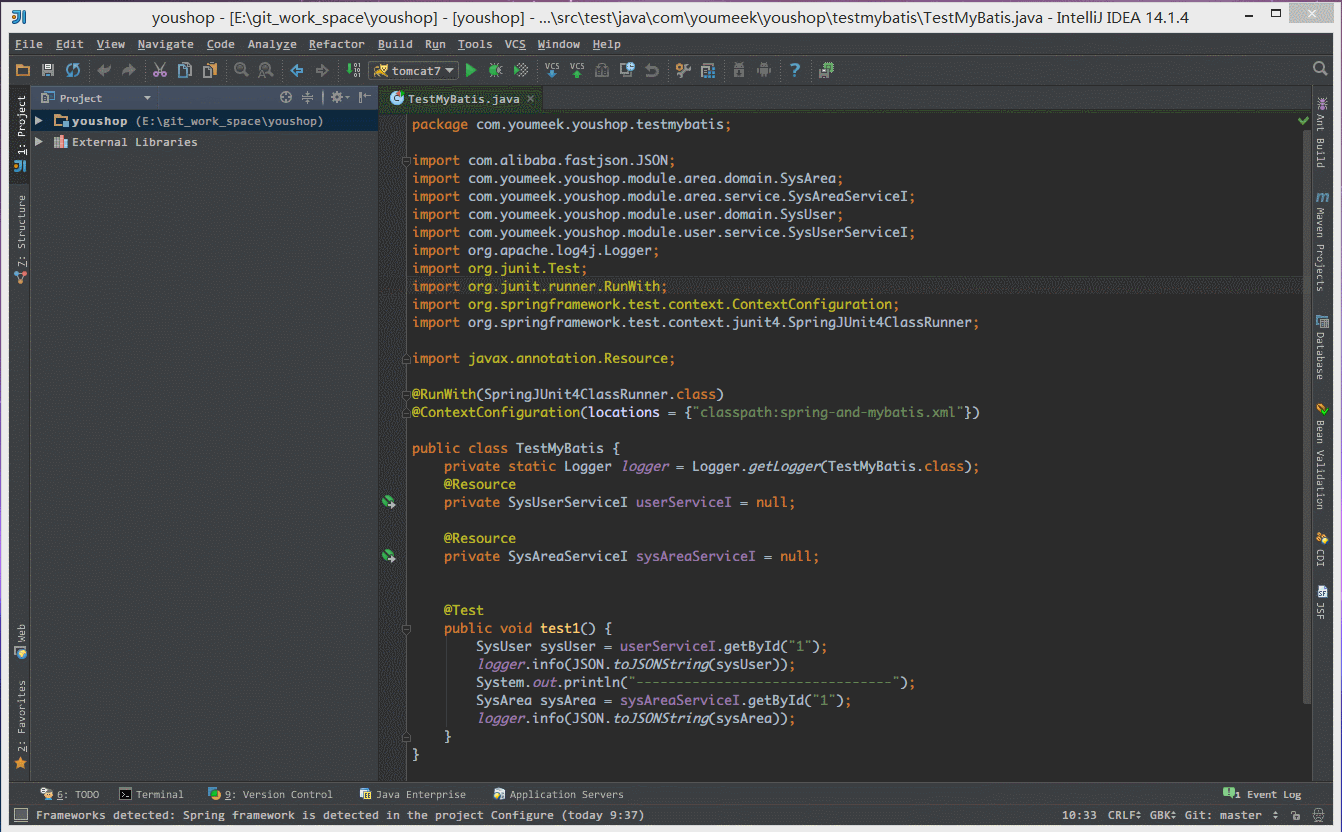 youshop - [E:\git_work_space\youshop] - [youshop] - ...\src\test\java\com\youmeek\youshop\testmybatis\TestMyBatis.java - IntelliJ IDEA 14.1.4
File Edit View Navigate Code Analyze Refactor Build Run Tools VCS Window Help
tomcat7 VCS VCS ?
1: Project
Project
TestMyBatis.java
youshop (E:\git_work_space\youshop)
External Libraries
Z: Structure
Web
2: Favorites
package com.youmeek.youshop.testmybatis;
import com.alibaba.fastjson.JSON;
import com.youmeek.youshop.module.area.domain.SysArea;
import com.youmeek.youshop.module.area.service.SysAreaServiceI;
import com.youmeek.youshop.module.user.domain.SysUser;
import com.youmeek.youshop.module.user.service.SysUserServiceI;
import org.apache.log4j.Logger;
import org.junit.Test;
import org.junit.runner.RunWith;
import org.springframework.test.context.ContextConfiguration;
import org.springframework.test.context.junit4.SpringJUnit4ClassRunner;
import javax.annotation.Resource;
@RunWith(SpringJUnit4ClassRunner.class)
@ContextConfiguration(locations = {"classpath:spring-and-mybatis.xml"})
public class TestMyBatis {
private static Logger logger = Logger.getLogger(TestMyBatis.class);
@Resource
private SysUserServiceI userServiceI = null;
@Resource
private SysAreaServiceI sysAreaServiceI = null;
@Test
public void test1() {
SysUser sysUser = userServiceI.getById("1");
logger.info(JSON.toJSONString(sysUser));
System.out.println("--------------------------------");
SysArea sysArea = sysAreaServiceI.getById("1");
logger.info(JSON.toJSONString(sysArea));
}
}
Ant Build
m Maven Projects
Database
Bean Validation
CDI
JSF
6: TODO Terminal 9: Version Control Java Enterprise Application Servers 1 Event Log
Frameworks detected: Spring framework is detected in the project Configure (today 9:37) 10:33 CRLF GBK Git: master